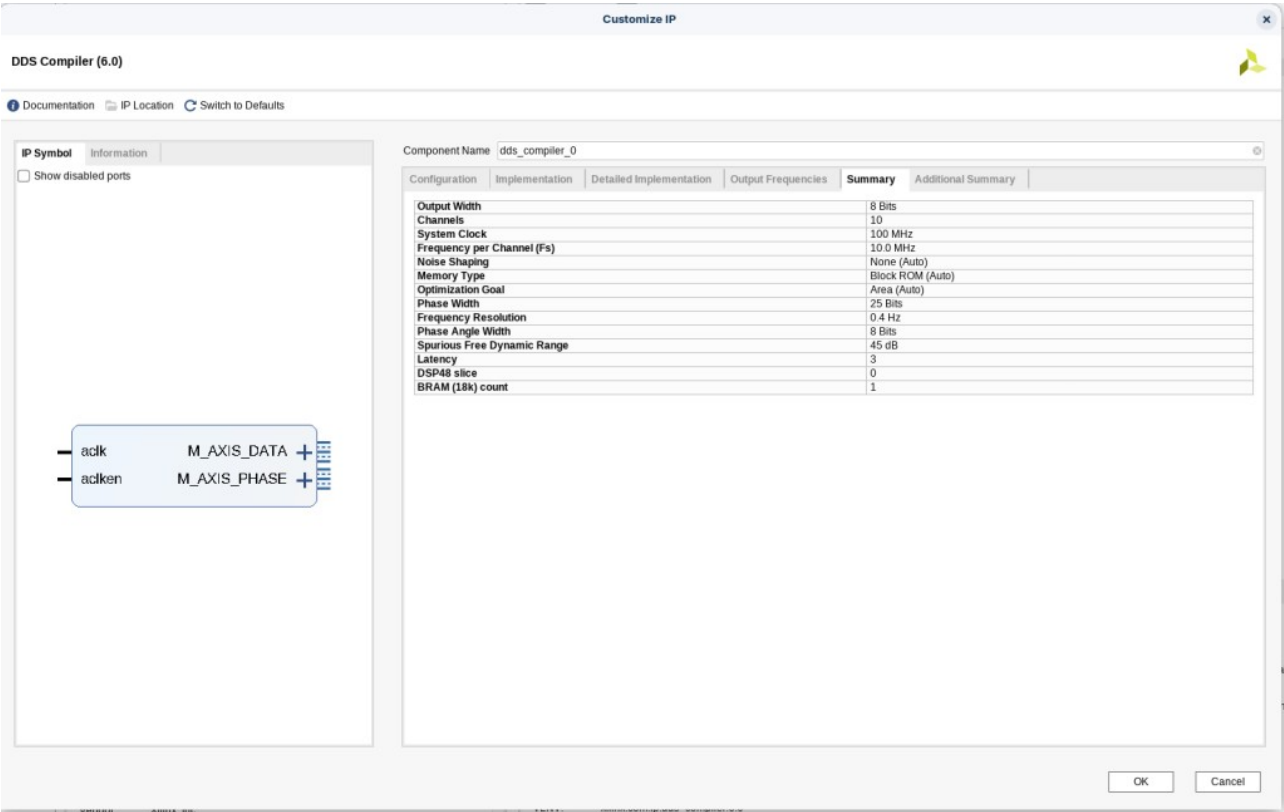 Customize IP
DDS Compiler (6.0)
Documentation IP Location Switch to Defaults
IP Symbol Information
Show disabled ports
aclk M_AXIS_DATA
aclken M_AXIS_PHASE
Component Name dds_compiler_0
Configuration Implementation Detailed Implementation Output Frequencies Summary Additional Summary
Output Width 8 Bits
Channels 10
System Clock 100 MHz
Frequency per Channel (Fs) 10.0 MHz
Noise Shaping None (Auto)
Memory Type Block ROM (Auto)
Optimization Goal Area (Auto)
Phase Width 25 Bits
Frequency Resolution 0.4 Hz
Phase Angle Width 8 Bits
Spurious Free Dynamic Range 45 dB
Latency 3
DSP48 slice 0
BRAM (18k) count 1
OK Cancel